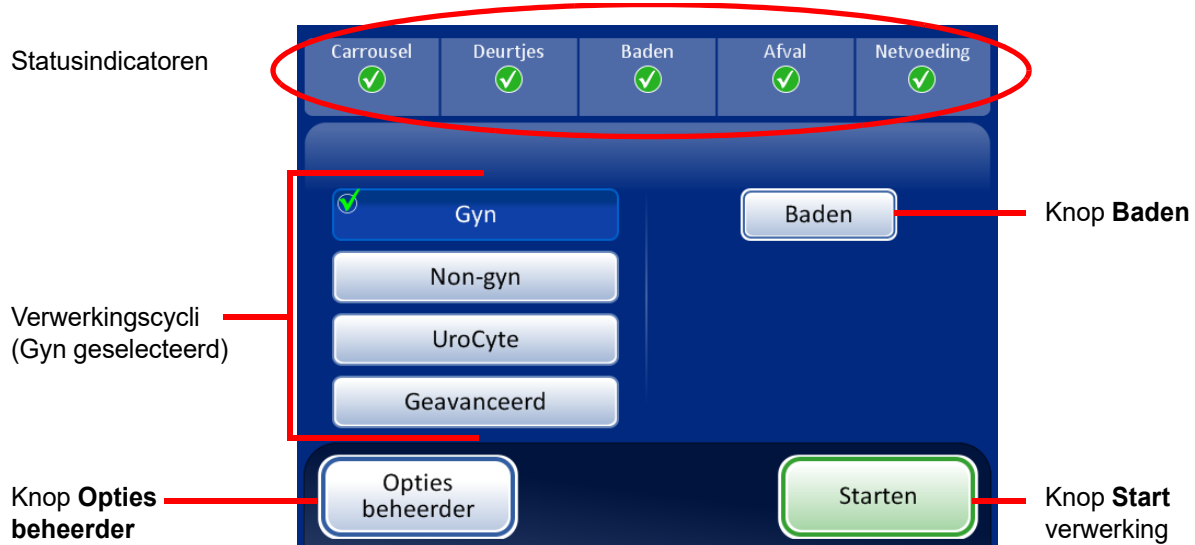 Statusindicatoren
Carrousel
Deurtjes
Baden
Afval
Netvoeding
Gyn
Baden
Knop Baden
Non-gyn
Verwerkingscycli
(Gyn geselecteerd)
UroCyte
Geavanceerd
Knop Opties
beheerder
Opties
beheerder
Starten
Knop Start
verwerking